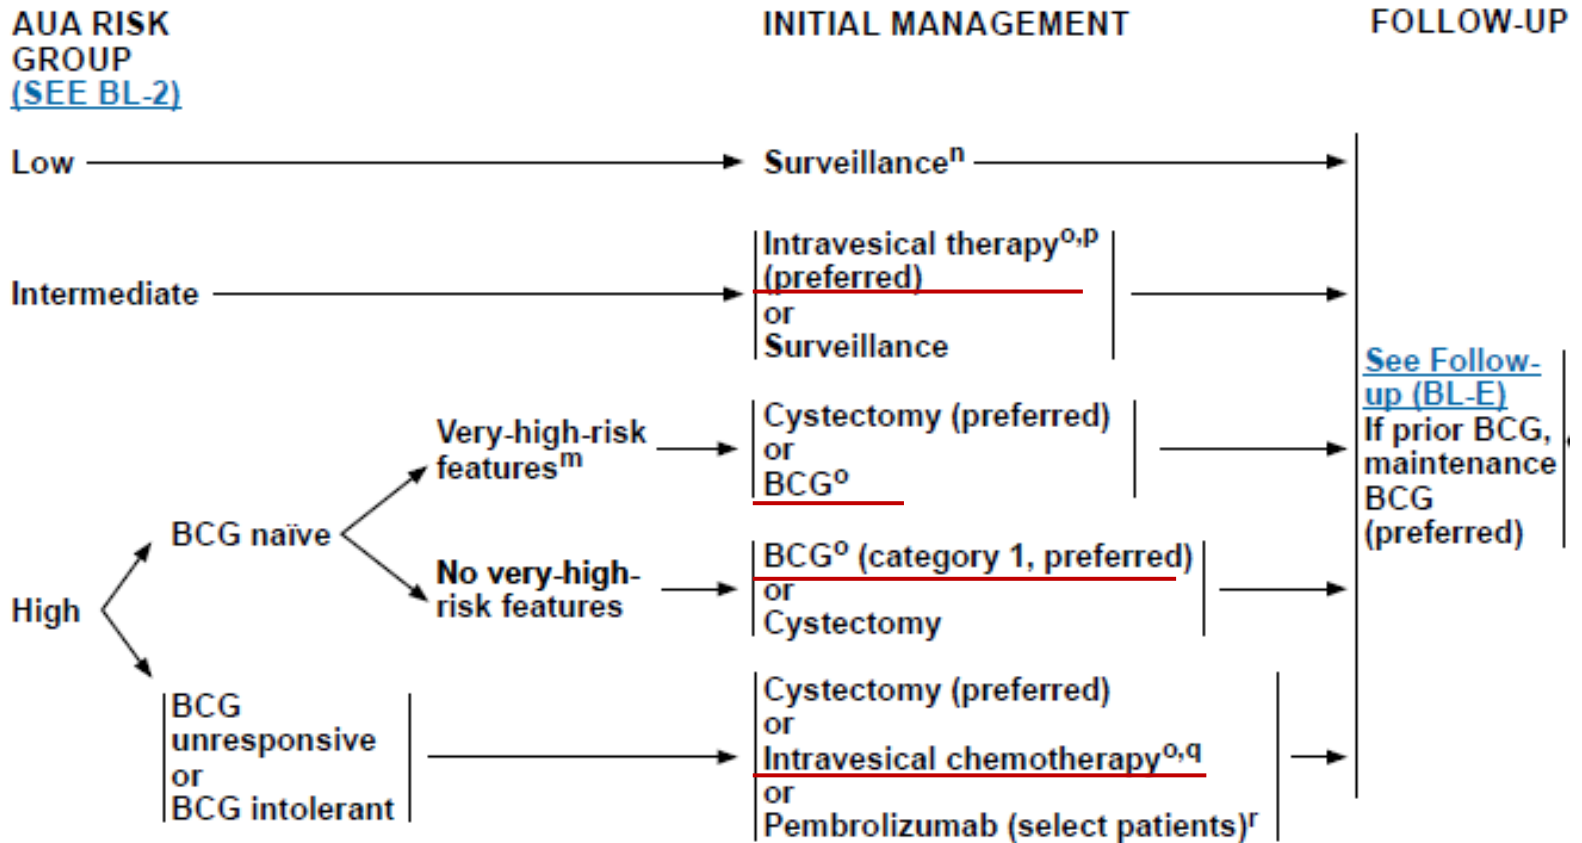 AUA RISK
GROUP
(SEE BL-2)
INITIAL MANAGEMENT
FOLLOW-UP
Low
Surveillanceⁿ
Intermediate
Intravesical therapyᵒ,ᵖ
(preferred)
or
Surveillance
High
BCG naïve
Very-high-risk
featuresᵐ
Cystectomy (preferred)
or
BCGᵒ
No very-high-
risk features
BCGᵒ (category 1, preferred)
or
Cystectomy
BCG
unresponsive
or
BCG intolerant
Cystectomy (preferred)
or
Intravesical chemotherapyᵒ,q
or
Pembrolizumab (select patients)ʳ
See Follow-
up (BL-E)
If prior BCG,
maintenance
BCG
(preferred)